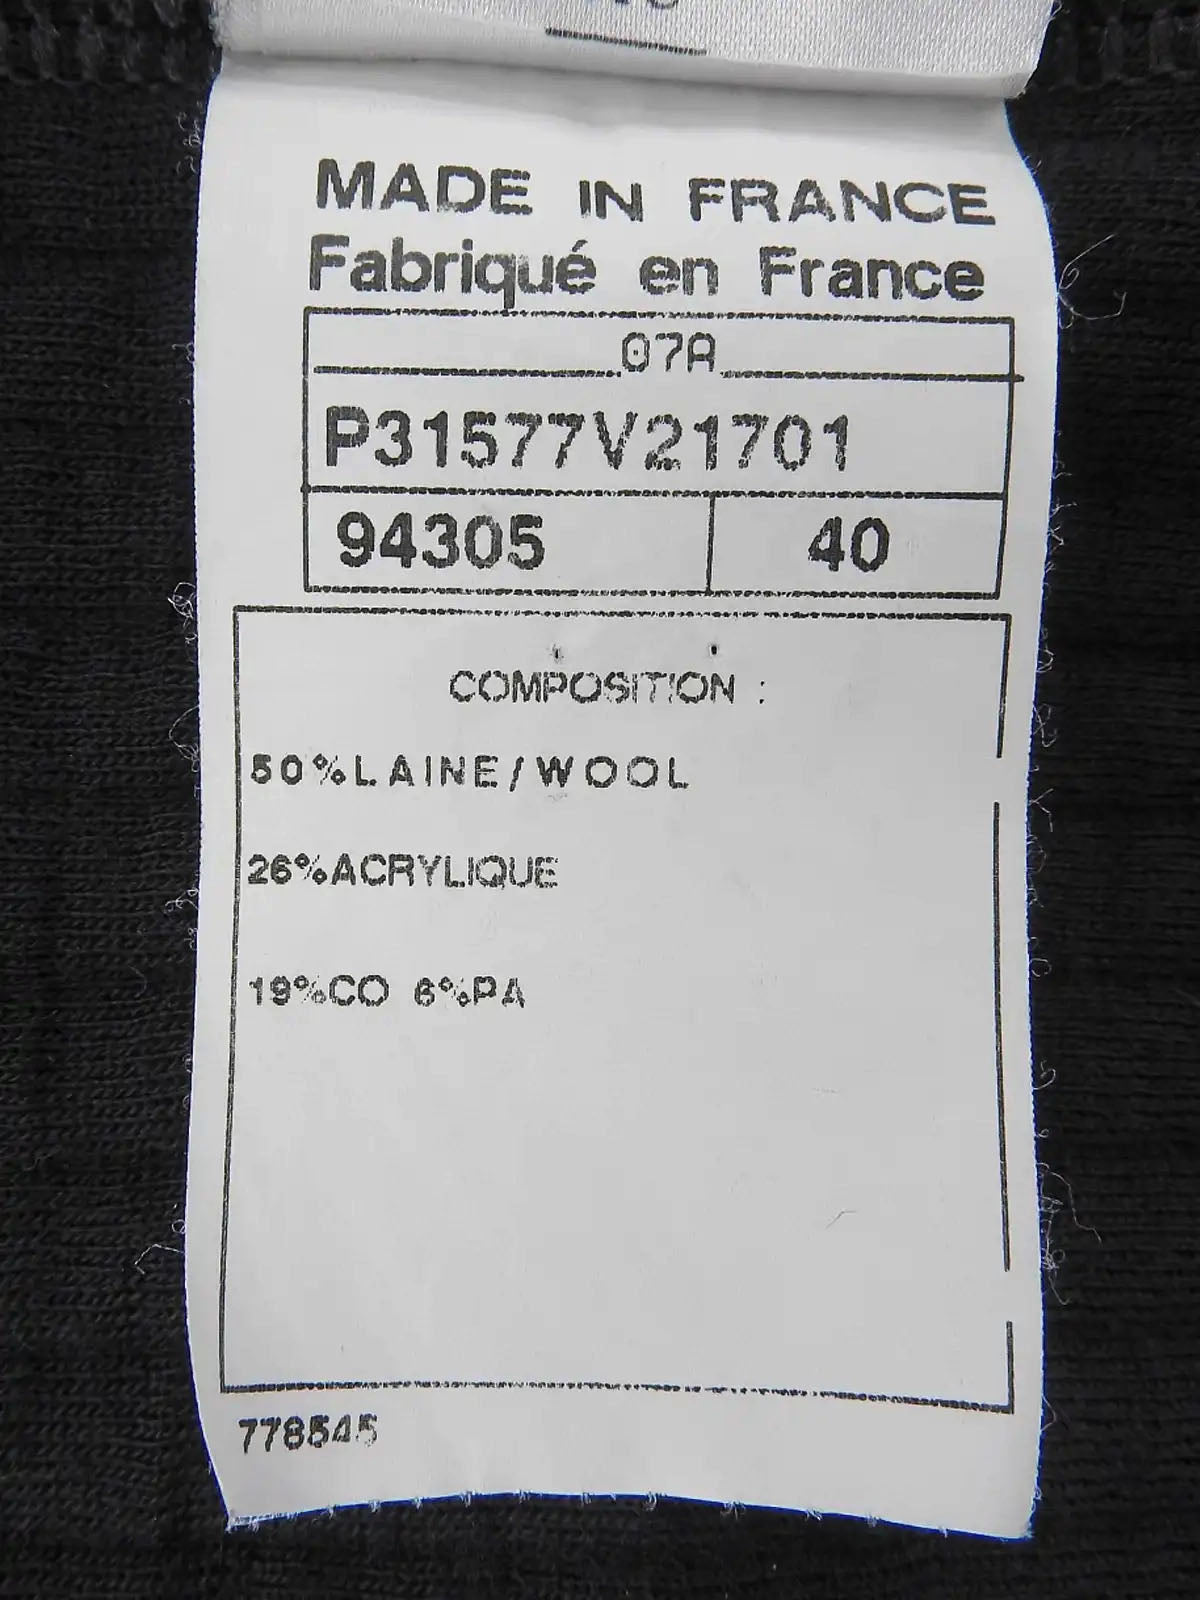 MADE IN FRANCE
Fabriqué en France
07A
P31577V21701
94305 40
COMPOSITION :
50%LAINE/WOOL
26%ACRYLIQUE
19%CO 6%PA
778545